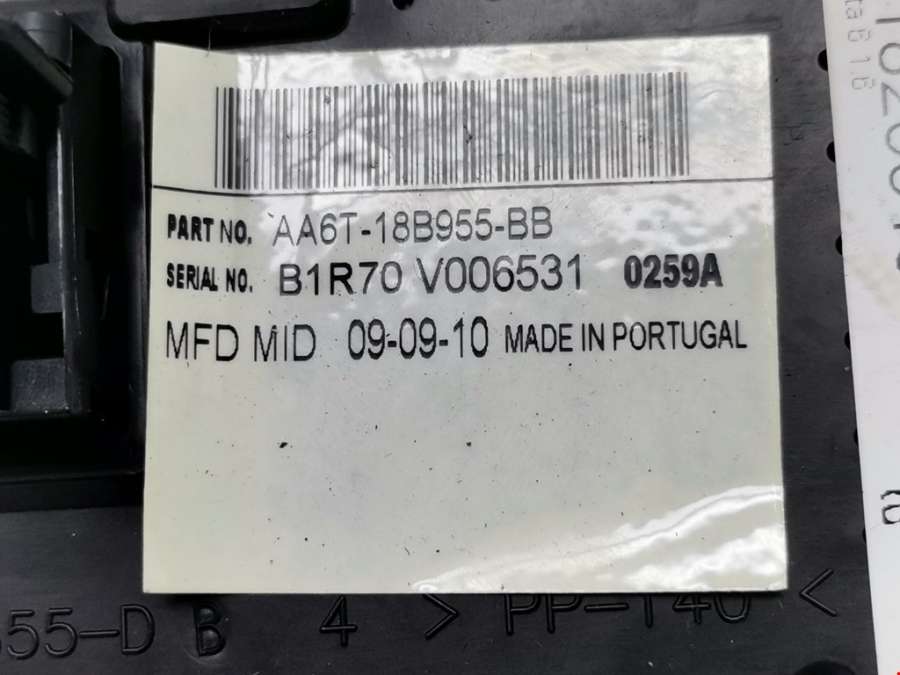 PART NO. AA6T-18B955-BB
SERIAL NO. B1R70 V006531 0259A
MFD MID 09-09-10 MADE IN PORTUGAL
55-D B 4 > PP-T40 <